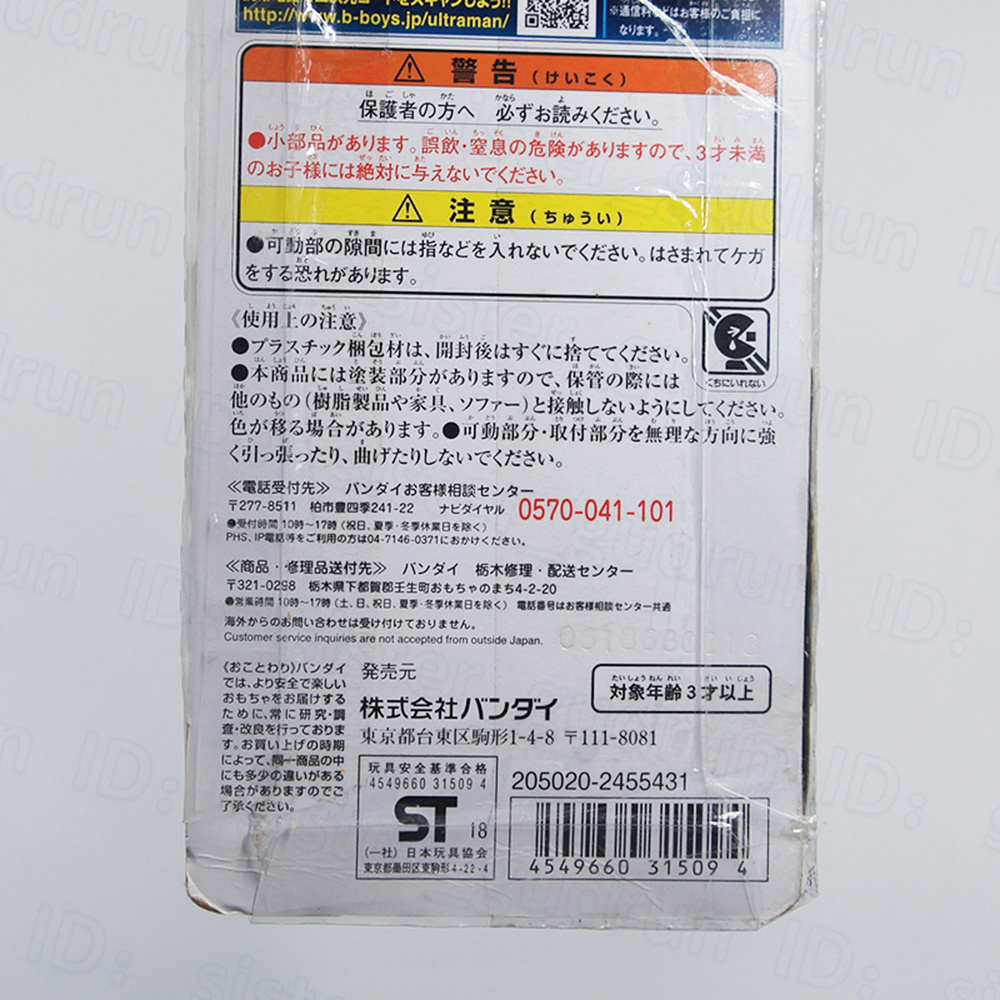 http://www.b-boys.jp/ultraman/
※通信料などはお客様のご負担に
なります。
警告（けいこく）
保護者の方へ 必ずお読みください。
●小部品があります。誤飲・窒息の危険がありますので、3才未満
のお子様には絶対に与えないでください。
注意（ちゅうい）
●可動部の隙間には指などを入れないでください。はさまれてケガ
をする恐れがあります。
《使用上の注意》
●プラスチック梱包材は、開封後はすぐに捨ててください。
●本商品には塗装部分がありますので、保管の際には
他のもの（樹脂製品や家具、ソファー）と接触しないようにしてください。
色が移る場合があります。●可動部分・取付部分を無理な方向に強
く引っ張ったり、曲げたりしないでください。
くちにいれない
≪電話受付先≫ バンダイお客様相談センター
〒277-8511 柏市豊四季241-22 ナビダイヤル 0570-041-101
●受付時間 10時〜17時（祝日、夏季・冬季休業日を除く）
PHS、IP電話等をご利用の方は04-7146-0371におかけください。
≪商品・修理品送付先≫ バンダイ 栃木修理・配送センター
〒321-0298 栃木県下都賀郡壬生町おもちゃのまち4-2-20
●営業時間 10時〜17時（土、日、祝日、夏季・冬季休業日を除く） 電話番号はお客様相談センター共通
海外からのお問い合わせは受け付けておりません。
Customer service inquiries are not accepted from outside Japan.
《おことわり》バンダイ
では、より安全で楽しい
おもちゃをお届けする
ために、常に研究・調
査・改良を行っておりま
す。お買い上げの時期
によって、同一商品の中
にも多少の違いがある
場合がありますのでご
了承ください。
発売元
株式会社バンダイ
東京都台東区駒形1-4-8 〒111-8081
対象年齢3才以上
玩具安全基準合格
4549660 31509 4
ST 18
（一社）日本玩具協会
東京都墨田区東駒形4-22-4
205020-2455431
4549660 31509 4